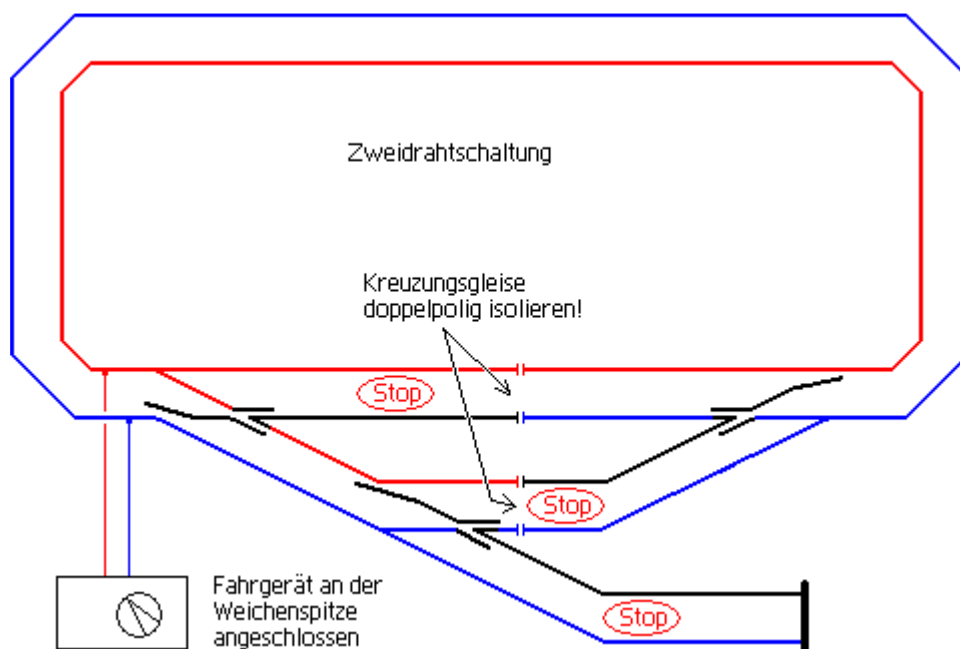 Zweidrahtschaltung
Kreuzungsgleise
doppelpolig isolieren!
Stop
Stop
Fahrgerät an der
Weichenspitze
angeschlossen
Stop